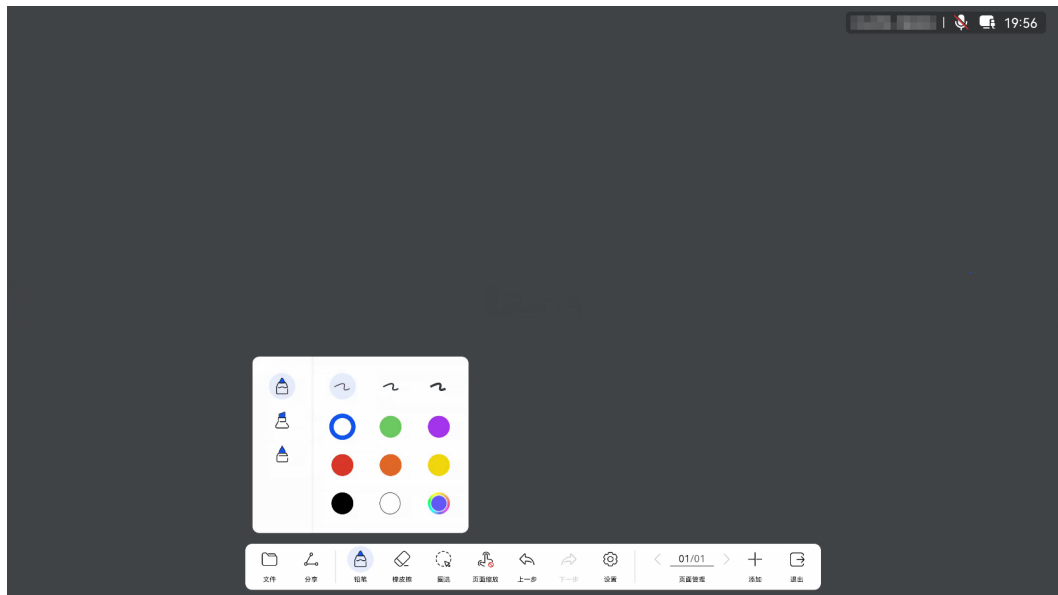 19:56
01/01
文件 分享 铅笔 橡皮擦 圈选 页面缩放 上一步 下一步 设置 页面管理 添加 退出